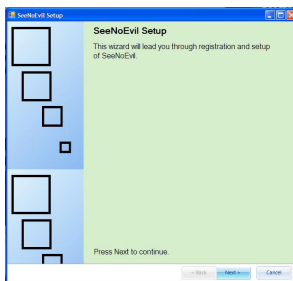 SeeNoEvil Setup
SeeNoEvil Setup
This wizard will lead you through registration and setup
of SeeNoEvil.
Press Next to continue.
< Back Next > Cancel